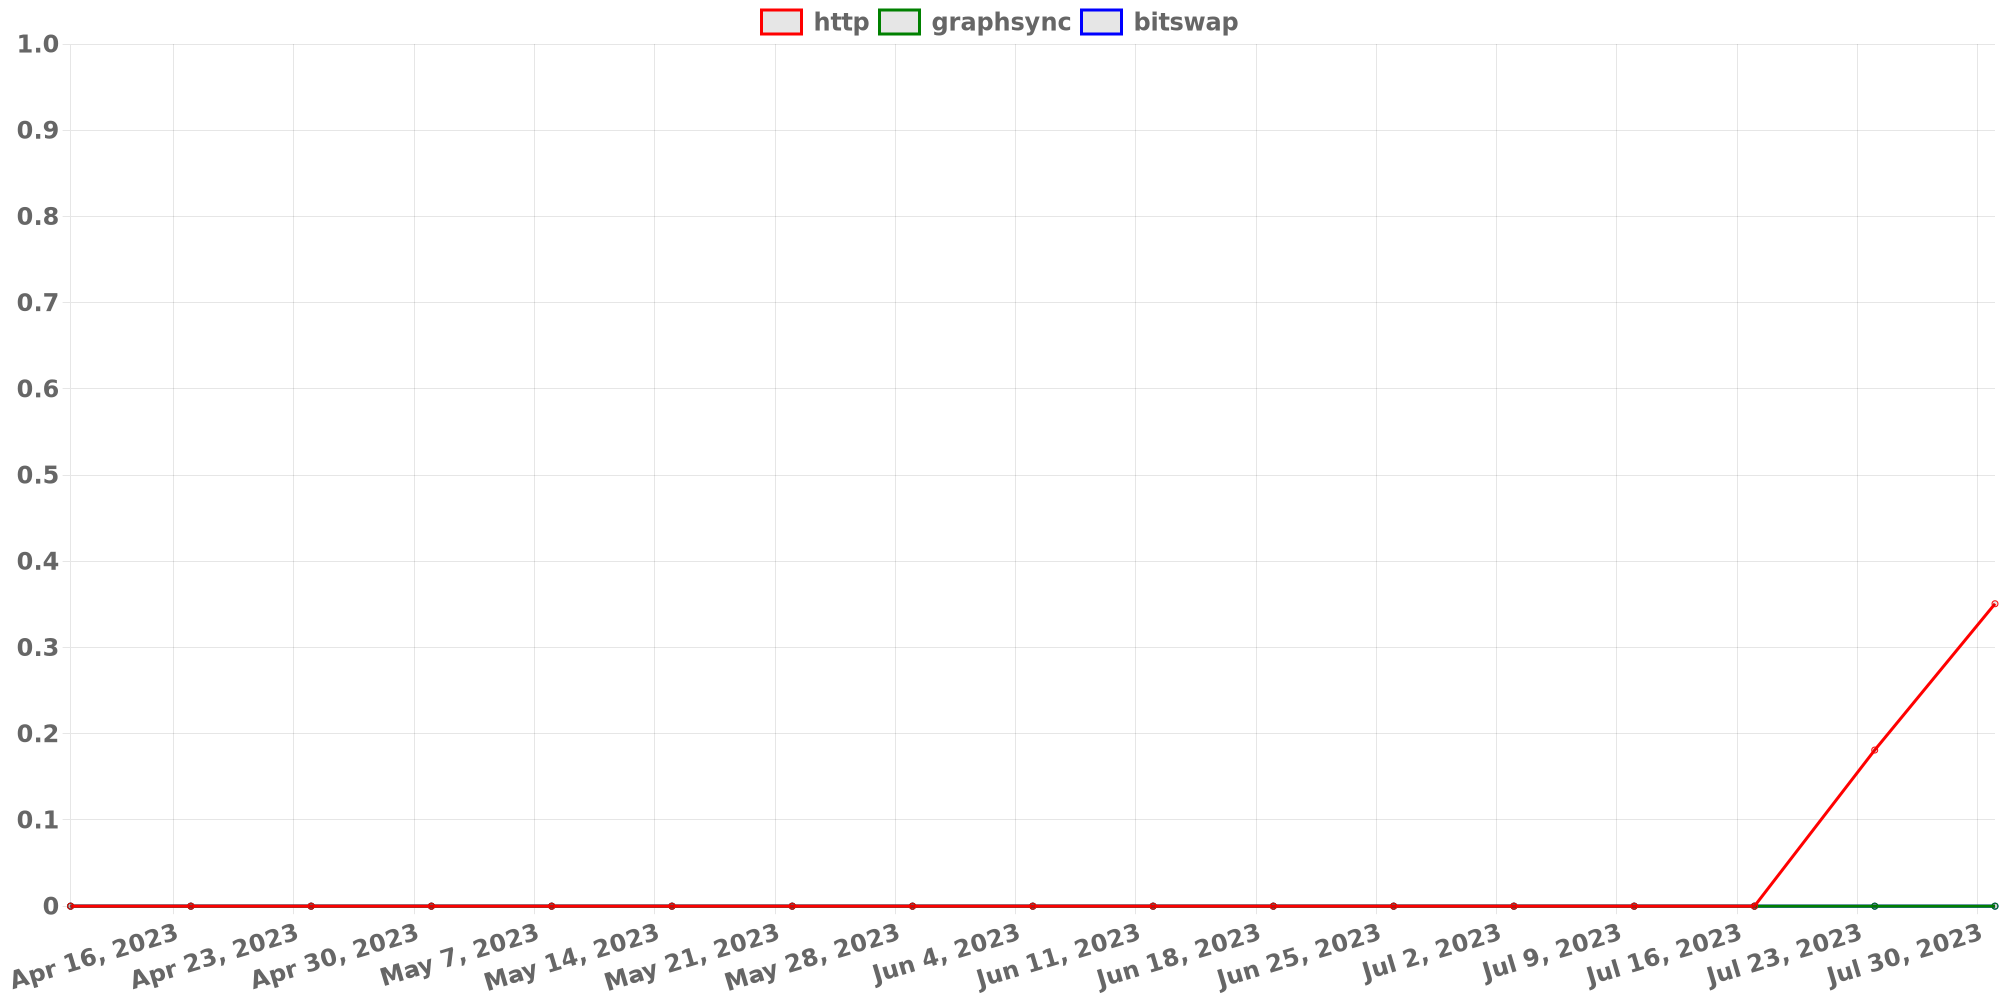 http graphsync bitswap
1.0
0.9
0.8
0.7
0.6
0.5
0.4
0.3
0.2
0.1
0
Apr 16, 2023
Apr 23, 2023
Apr 30, 2023
May 7, 2023
May 14, 2023
May 21, 2023
May 28, 2023
Jun 4, 2023
Jun 11, 2023
Jun 18, 2023
Jun 25, 2023
Jul 2, 2023
Jul 9, 2023
Jul 16, 2023
Jul 23, 2023
Jul 30, 2023